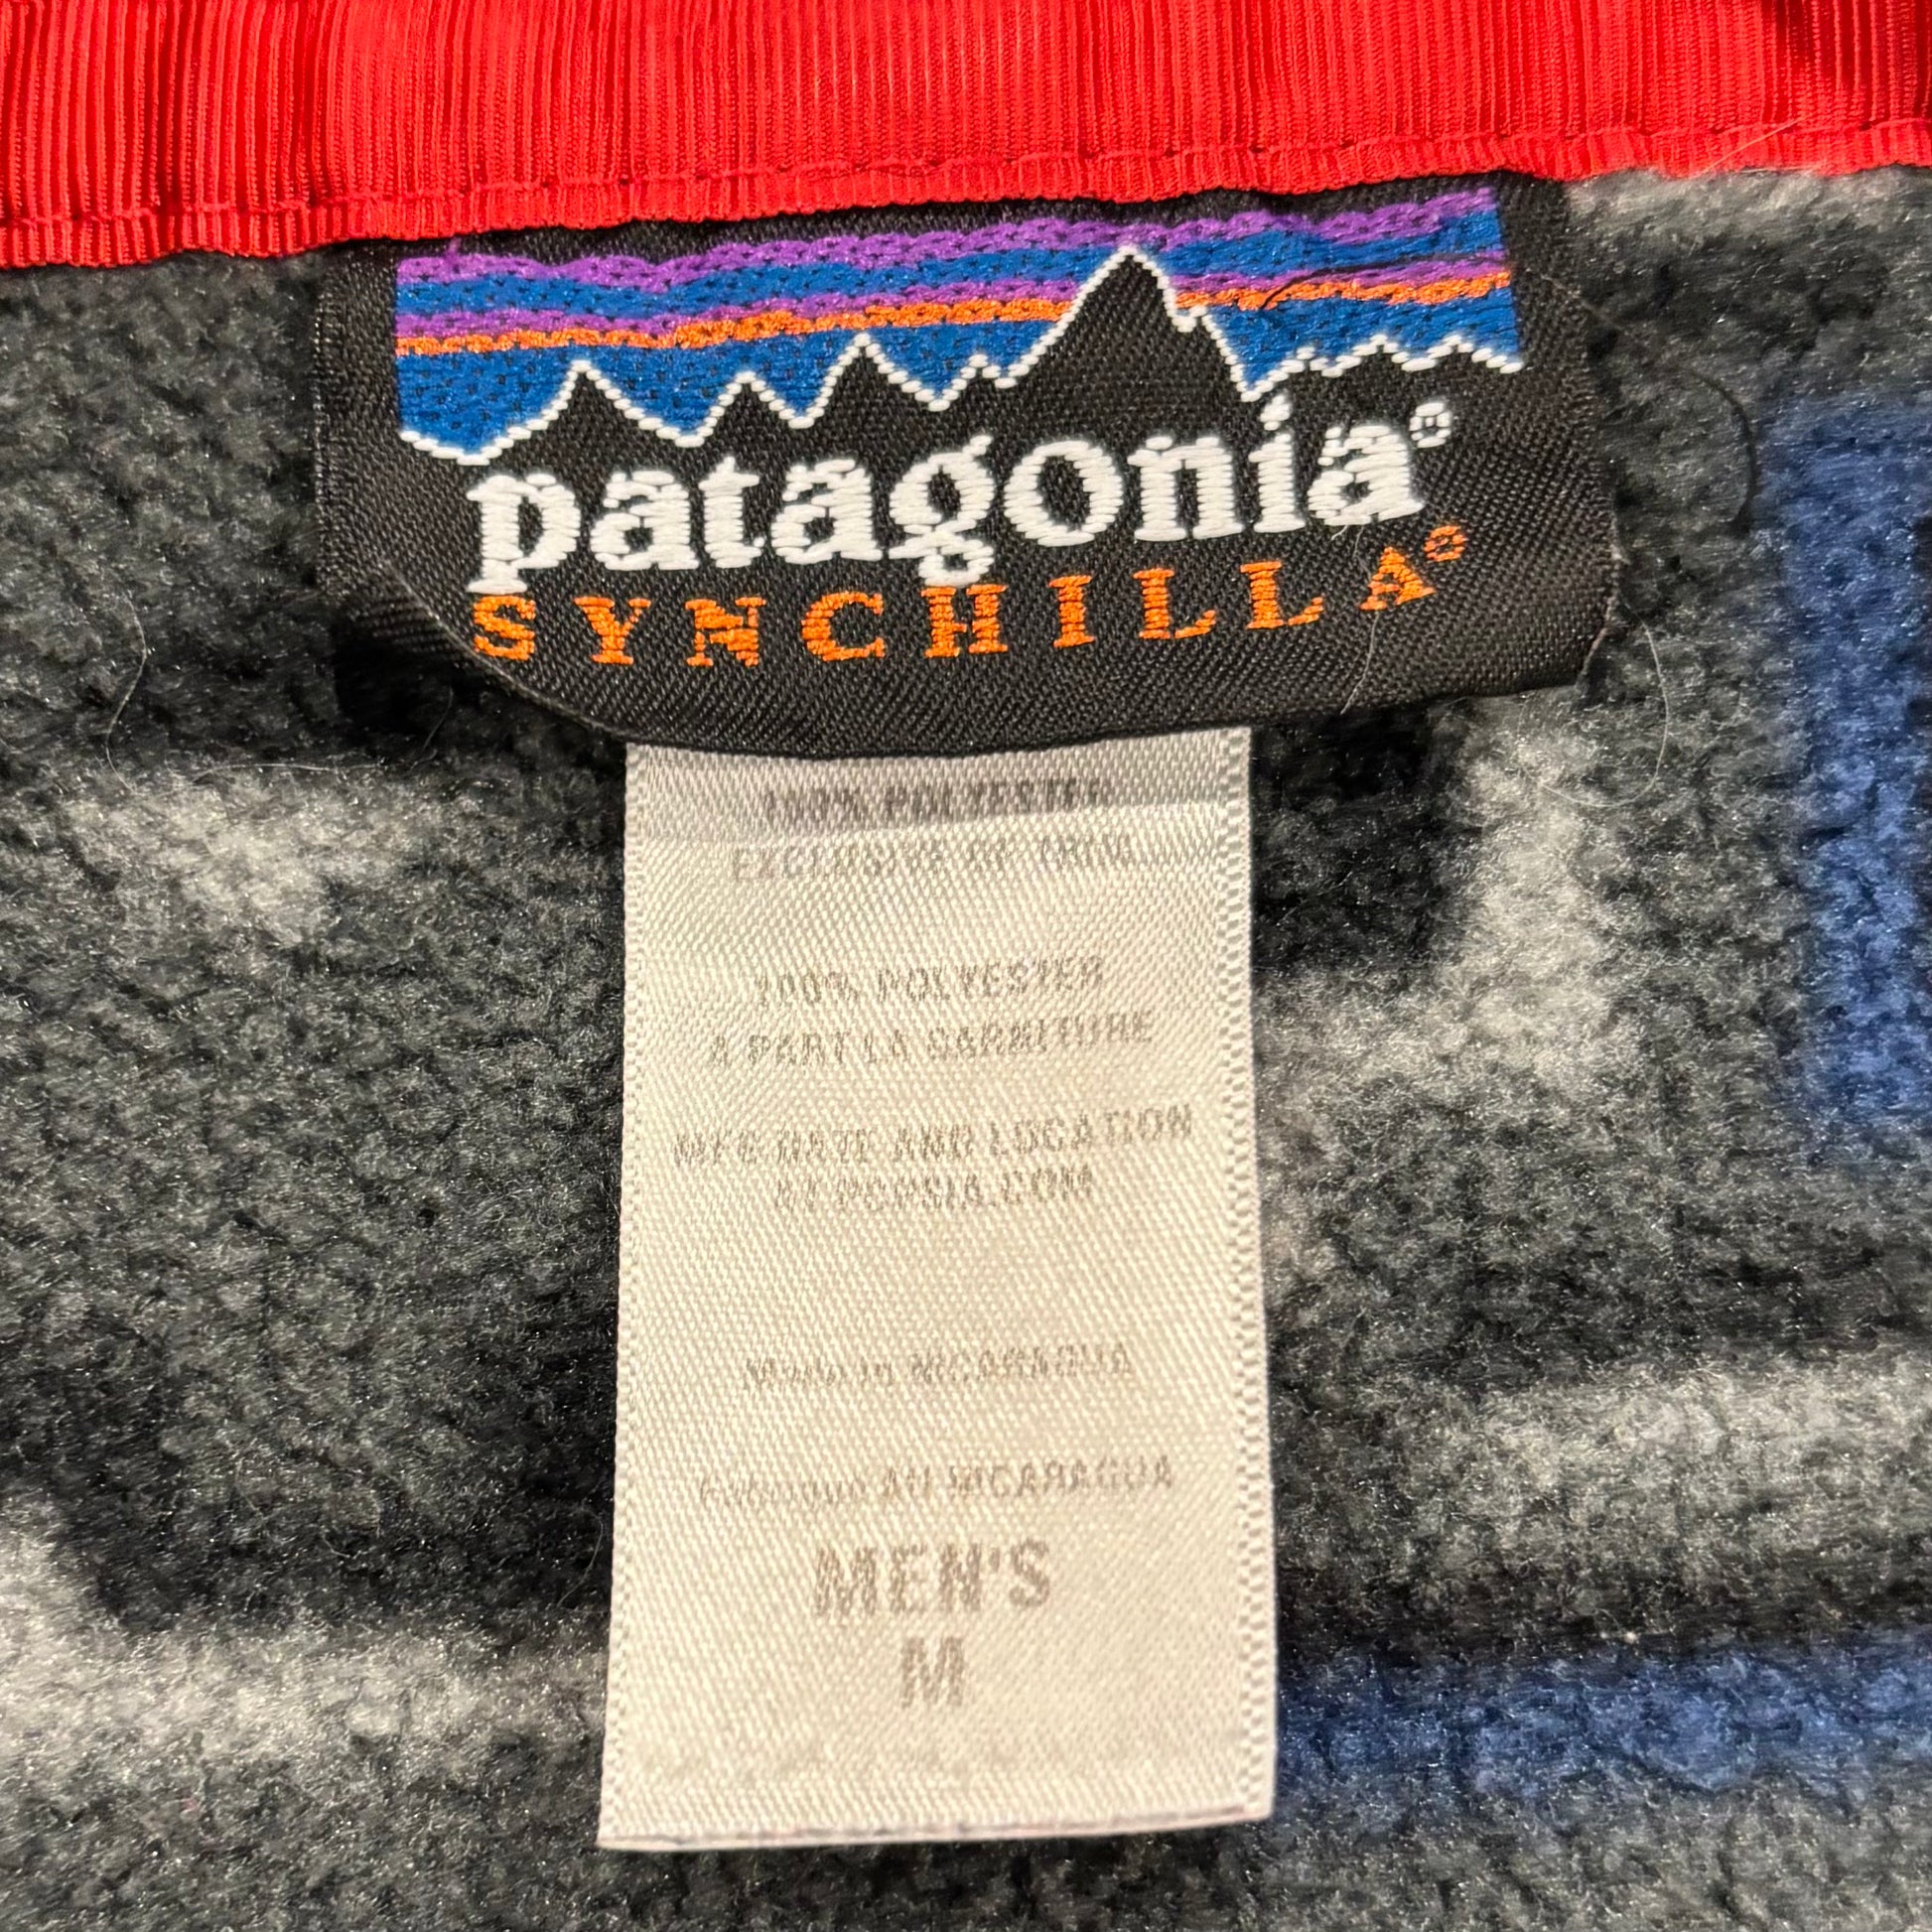 patagonia®
SYNCHILLA®
100% POLYESTER
EXCLUSIVE OF TRIM
100% POLYESTER
A PART LA GARNITURE
MFG DATE AND LOCATION
AT PCPSIA.COM
Made in NICARAGUA
Fabrique AU NICARAGUA
MEN'S
M